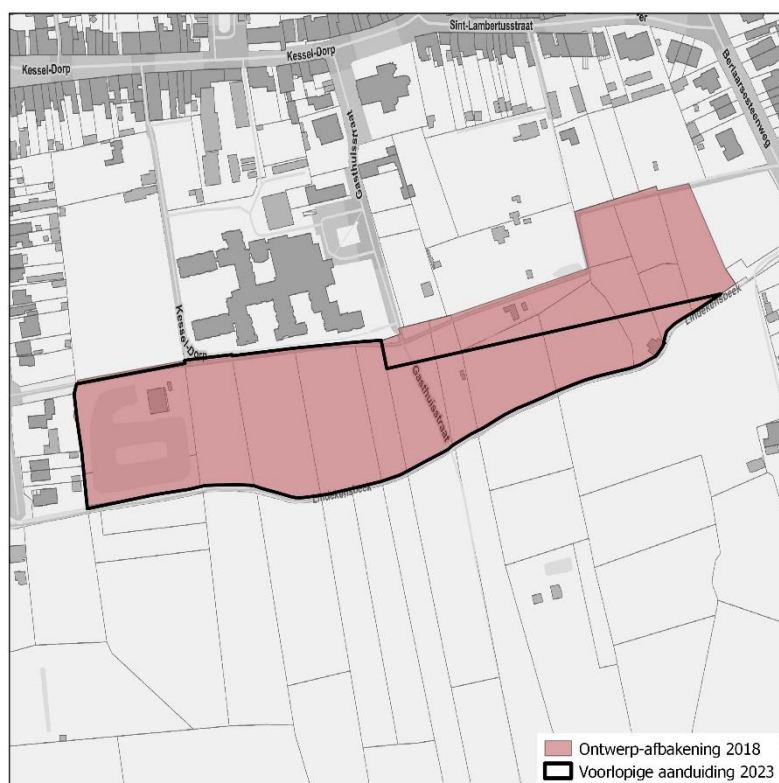 Sint-Lambertusstraat
Kessel-Dorp
Kessel-Dorp
Berlaarsesteenweg
Gasthuisstraat
Lindekensbeek
Kessel-Dorp
Gasthuisstraat
Lindekensbeek
Ontwerp-afbakening 2018
Voorlopige aanduiding 2023